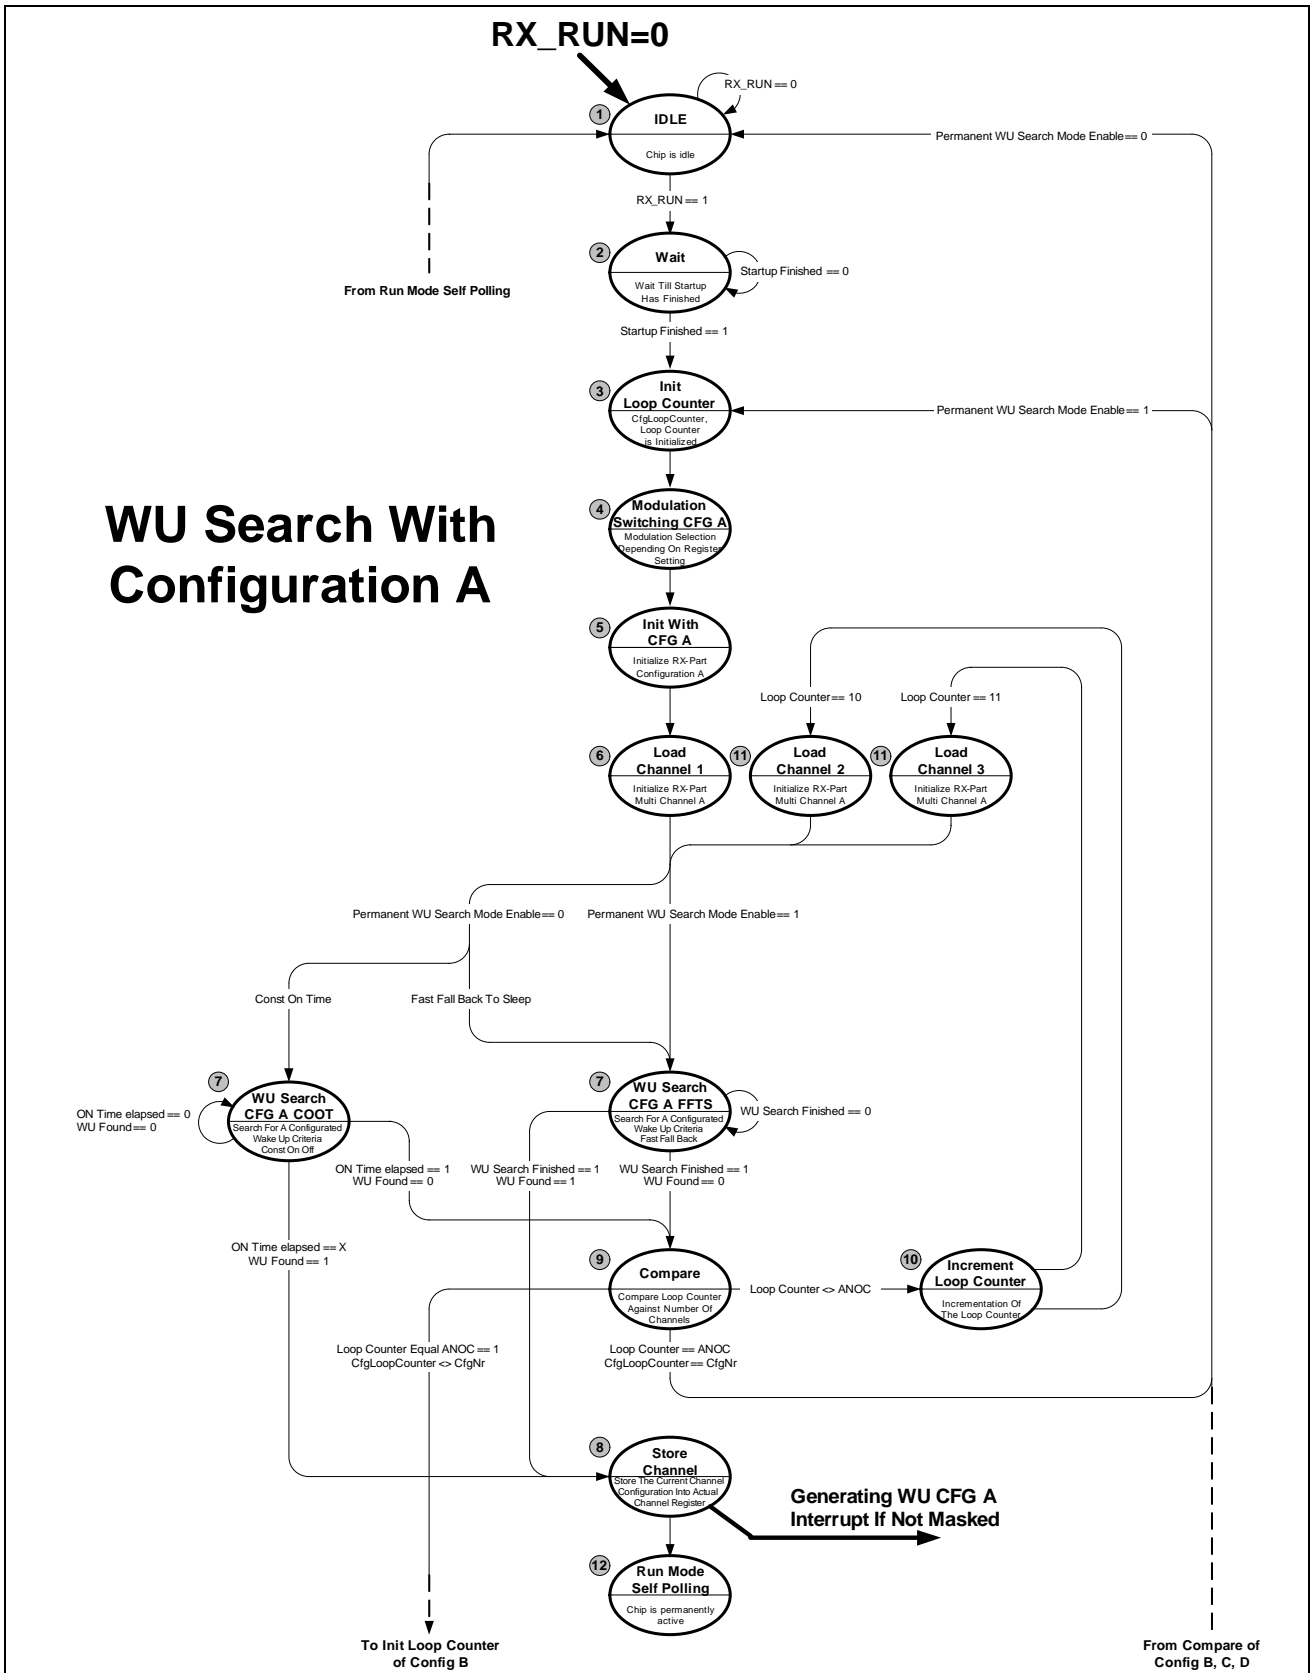 RX_RUN=0
RX_RUN == 0
1
IDLE
Chip is idle
Permanent WU Search Mode Enable== 0
RX_RUN == 1
2
Wait
Wait Till Startup
Has Finished
Startup Finished == 0
From Run Mode Self Polling
Startup Finished == 1
3
Init
Loop Counter
CfgLoopCounter,
Loop Counter
is Initialized
Permanent WU Search Mode Enable== 1
WU Search With
Configuration A
4
Modulation
Switching CFG A
Modulation Selection
Depending On Register
Setting
5
Init With
CFG A
Initialize RX-Part
Configuration A
Loop Counter== 10
Loop Counter == 11
6
Load
Channel 1
Initialize RX-Part
Multi Channel A
11
Load
Channel 2
Initialize RX-Part
Multi Channel A
11
Load
Channel 3
Initialize RX-Part
Multi Channel A
Permanent WU Search Mode Enable== 0
Permanent WU Search Mode Enable== 1
Const On Time
Fast Fall Back To Sleep
7
WU Search
CFG A COOT
Search For A Configurated
Wake Up Criteria
Const On Off
ON Time elapsed == 0
WU Found== 0
7
WU Search
CFG A FFTS
Search For A Configurated
Wake Up Criteria
Fast Fall Back
WU Search Finished == 0
ON Time elapsed == 1
WU Found == 0
WU Search Finished == 1
WU Found == 1
WU Search Finished == 1
WU Found == 0
ON Time elapsed == X
WU Found == 1
9
Compare
Compare Loop Counter
Against Number Of
Channels
Loop Counter <> ANOC
10
Increment
Loop Counter
Incrementation Of
The Loop Counter
Loop Counter Equal ANOC == 1
CfgLoopCounter <> CfgNr
Loop Counter == ANOC
CfgLoopCounter== CfgNr
8
Store
Channel
Store The Current Channel
Configuration Into Actual
Channel Register
Generating WU CFG A
Interrupt If Not Masked
12
Run Mode
Self Polling
Chip is permanently
active
To Init Loop Counter
of Config B
From Compare of
Config B, C, D